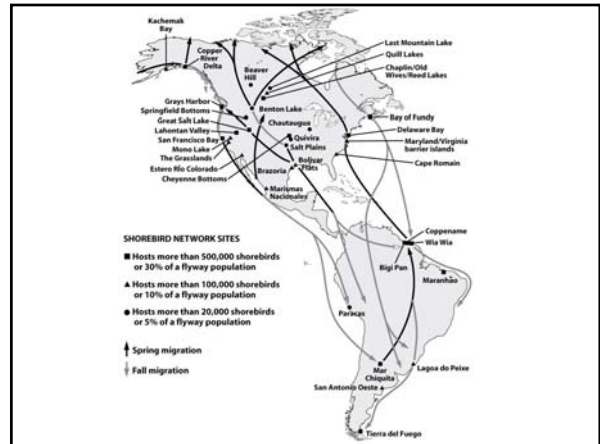 Kachemak
Bay
Copper
River
Delta
Beaver
Hill
Last Mountain Lake
Quill Lakes
Chaplin/Old
Wives/Reed Lakes
Grays Harbor
Springfield Bottoms
Great Salt Lake
Lahontan Valley
San Francisco Bay
Mono Lake
The Grasslands
Estero Rio Colorado
Cheyenne Bottoms
Benton Lake
Chautauqua
Quivira
Salt Plains
Bolivar
Flats
Brazoria
Marismas
Nacionales
Bay of Fundy
Delaware Bay
Maryland/Virginia
barrier islands
Cape Romain
Coppename
Wia Wia
Bigi Pan
Maranhão
Paracas
Mar
Chiquita
Lagoa do Peixe
San Antonio Oeste
Tierra del Fuego
SHOREBIRD NETWORK SITES
Hosts more than 500,000 shorebirds
or 30% of a flyway population
Hosts more than 100,000 shorebirds
or 10% of a flyway population
Hosts more than 20,000 shorebirds
or 5% of a flyway population
Spring migration
Fall migration